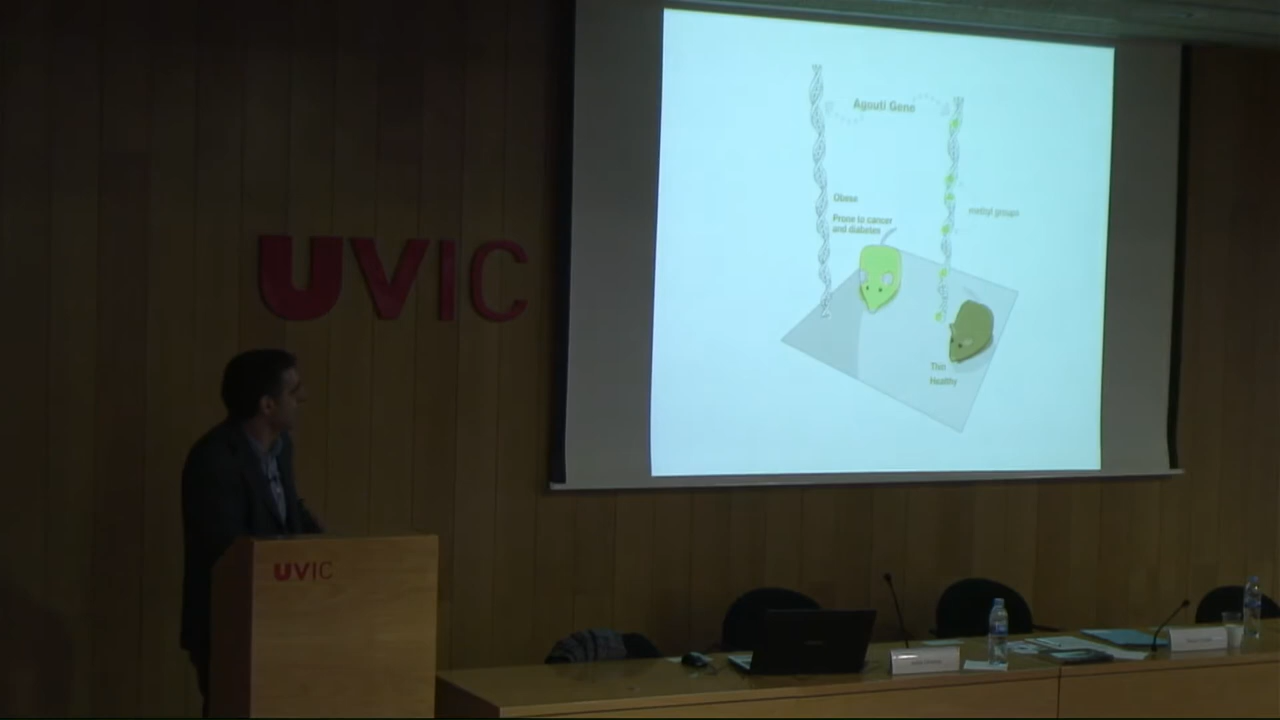 Agouti Gene
Obese
Prone to cancer
and diabetes
methyl groups
Thin
Healthy
UVIC
UVIC